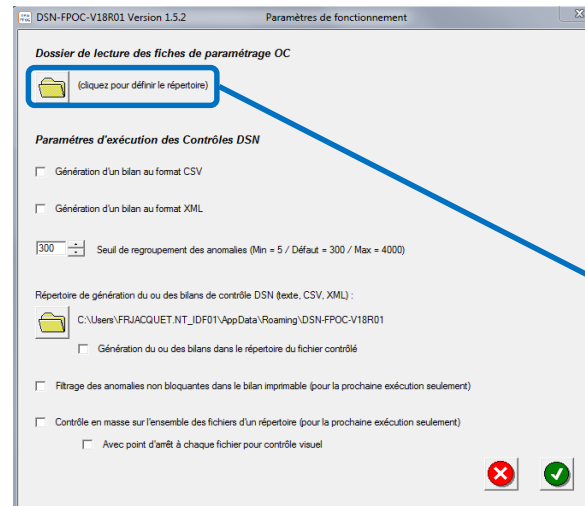 DSN-FPOC-V18R01 Version 1.5.2 Paramètres de fonctionnement
Dossier de lecture des fiches de paramétrage OC
(cliquez pour définir le répertoire)
Paramétres d'exécution des Contrôles DSN
Génération d'un bilan au format CSV
Génération d'un bilan au format XML
300 Seuil de regroupement des anomalies (Min = 5 / Défaut = 300 / Max = 4000)
Répertoire de génération du ou des bilans de contrôle DSN (texte, CSV, XML) :
C:\Users\FRJACQUET.NT_IDF01\AppData\Roaming\DSN-FPOC-V18R01
Génération du ou des bilans dans le répertoire du fichier contrôlé
Filtrage des anomalies non bloquantes dans le bilan imprimable (pour la prochaine exécution seulement)
Contrôle en masse sur l'ensemble des fichiers d'un répertoire (pour la prochaine exécution seulement)
Avec point d'arrêt à chaque fichier pour contrôle visuel